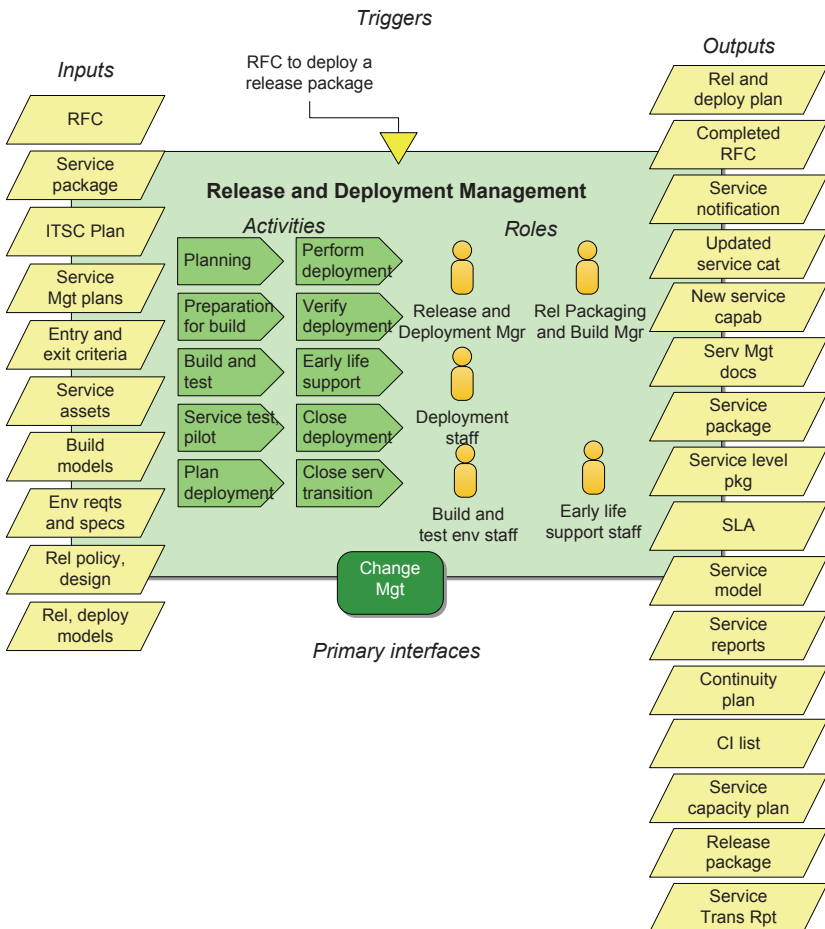 Triggers
Inputs
Outputs
RFC to deploy a
release package
RFC
Service
package
ITSC Plan
Service
Mgt plans
Entry and
exit criteria
Service
assets
Build
models
Env reqts
and specs
Rel policy,
design
Rel, deploy
models
Release and Deployment Management
Activities
Roles
Planning
Preparation
for build
Build and
test
Service test,
pilot
Plan
deployment
Perform
deployment
Verify
deployment
Early life
support
Close
deployment
Close serv
transition
Release and
Deployment Mgr
Rel Packaging
and Build Mgr
Deployment
staff
Build and
test env staff
Early life
support staff
Change
Mgt
Primary interfaces
Rel and
deploy plan
Completed
RFC
Service
notification
Updated
service cat
New service
capab
Serv Mgt
docs
Service
package
Service level
pkg
SLA
Service
model
Service
reports
Continuity
plan
CI list
Service
capacity plan
Release
package
Service
Trans Rpt